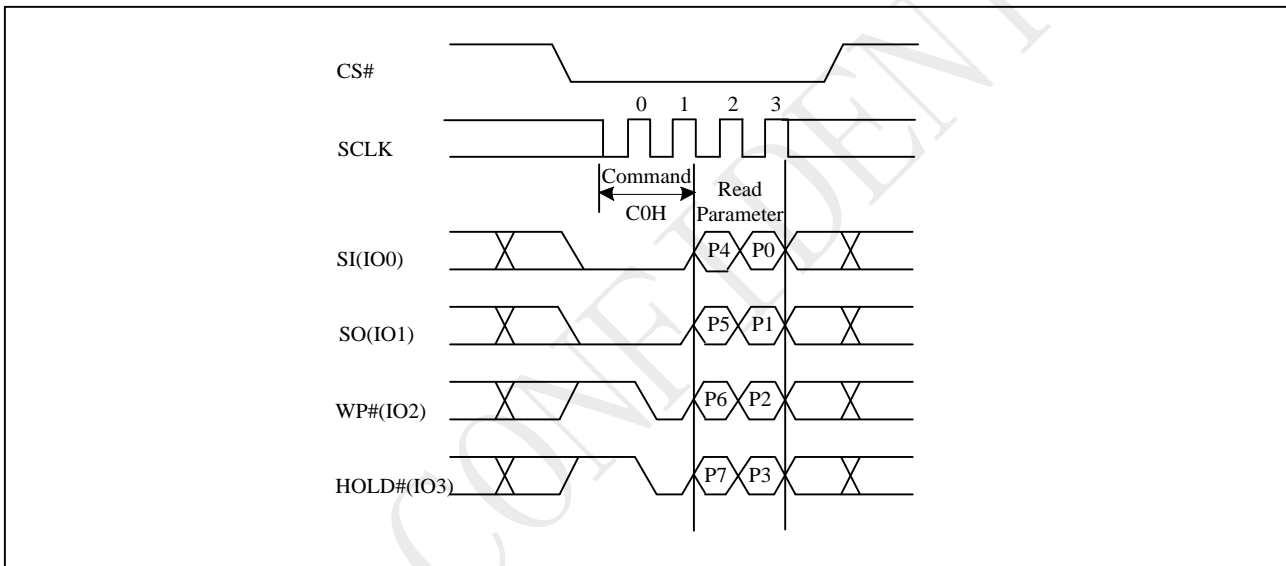 CS#
0 1 2 3
SCLK
Command
C0H
Read
Parameter
SI(IO0)
P4 P0
SO(IO1)
P5 P1
WP#(IO2)
P6 P2
HOLD#(IO3)
P7 P3
CONFIDENT